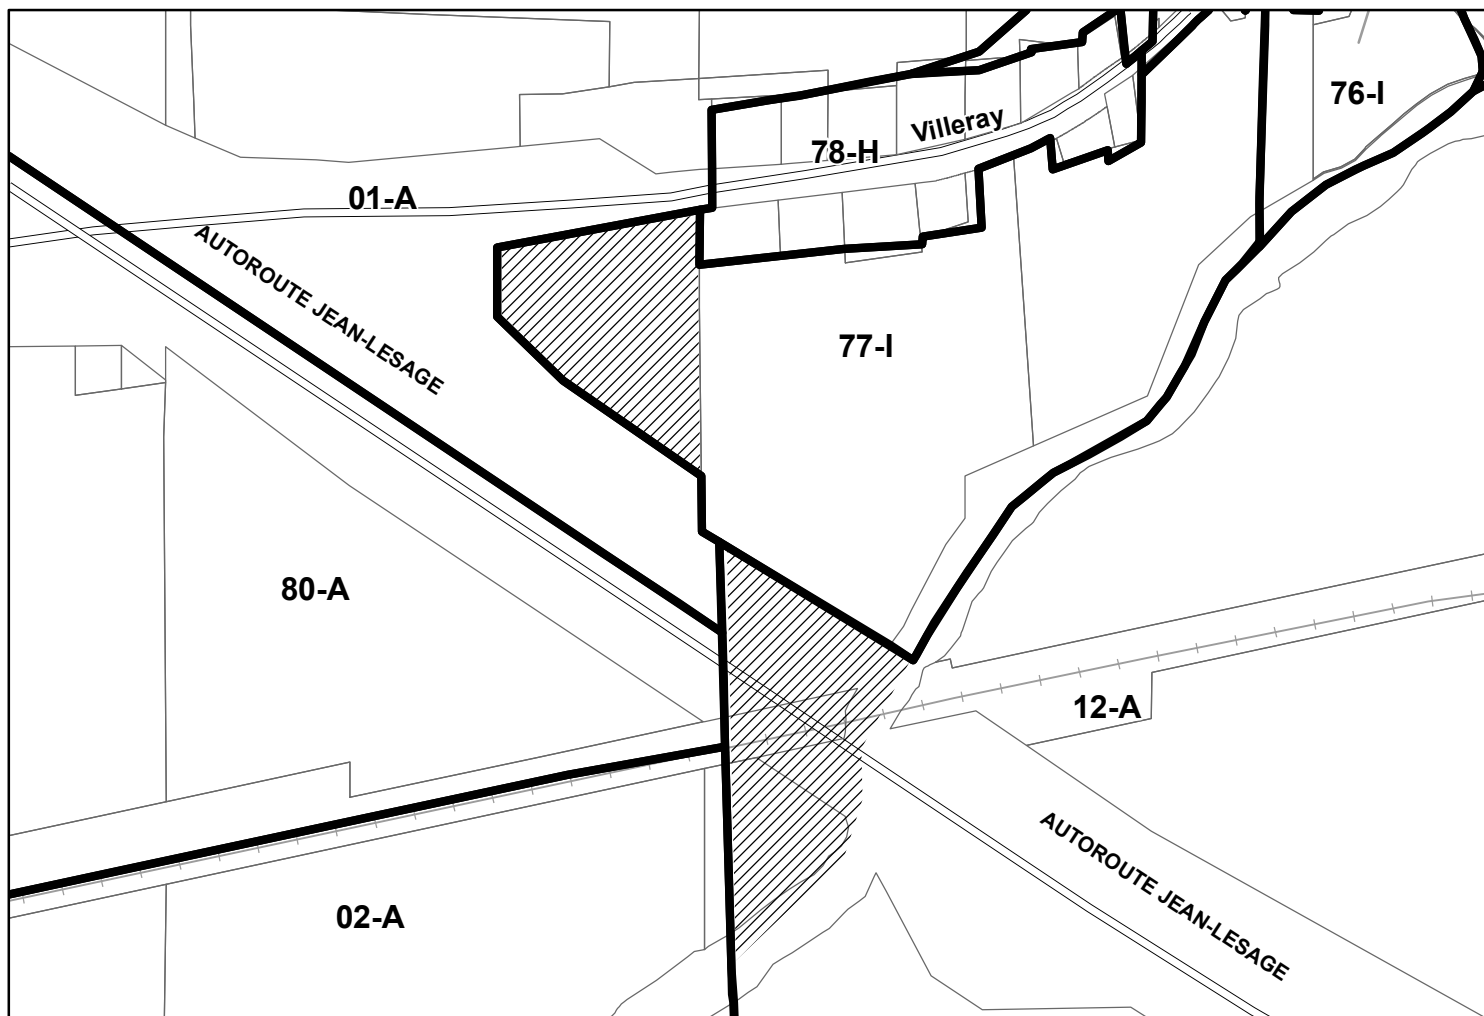 76-I
Villeray
78-H
01-A
AUTOROUTE JEAN-LESAGE
77-I
80-A
12-A
AUTOROUTE JEAN-LESAGE
02-A